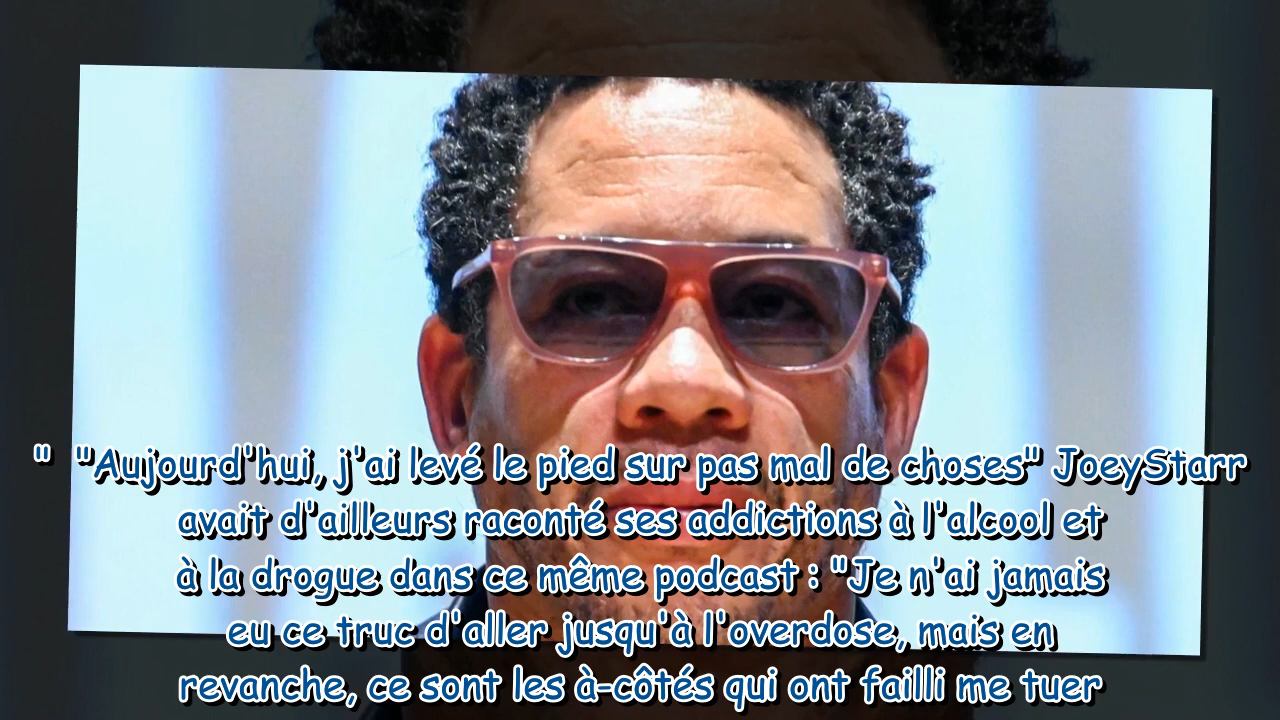 " "Aujourd'hui, j'ai levé le pied sur pas mal de choses" JoeyStarr
avait d'ailleurs raconté ses addictions à l'alcool et
à la drogue dans ce même podcast : "Je n'ai jamais
eu ce truc d'aller jusqu'à l'overdose, mais en
revanche, ce sont les à-côtés qui ont failli me tuer